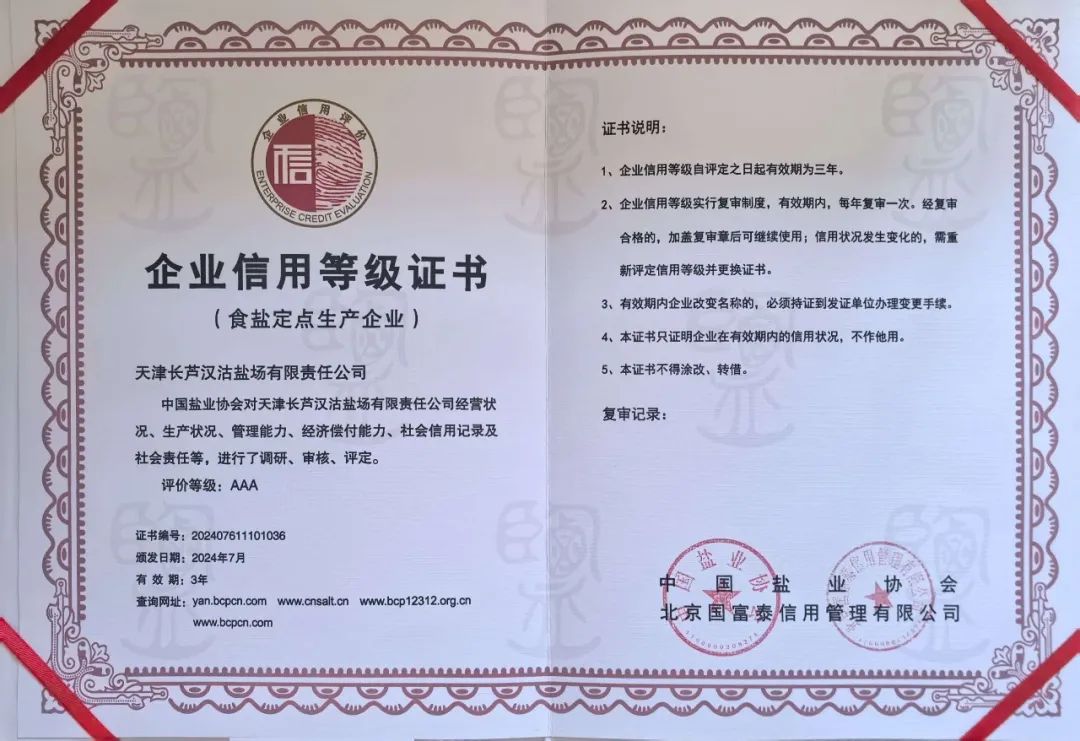 企业信用评价
ENTERPRISE CREDIT EVALUATION
信
企业信用等级证书
（食盐定点生产企业）
天津长芦汉沽盐场有限责任公司
中国盐业协会对天津长芦汉沽盐场有限责任公司经营状
况、生产状况、管理能力、经济偿付能力、社会信用记录及
社会责任等，进行了调研、审核、评定。
评价等级：AAA
证书编号：202407611101036
颁发日期：2024年7月
有 效 期：3年
查询网址：yan.bcpcn.com www.cnsalt.cn www.bcp12312.org.cn
www.bcpcn.com
证书说明：
1、企业信用等级自评定之日起有效期为三年。
2、企业信用等级实行复审制度，有效期内，每年复审一次。经复审
合格的，加盖复审章后可继续使用；信用状况发生变化的，需重
新评定信用等级并更换证书。
3、有效期内企业改变名称的，必须持证到发证单位办理变更手续。
4、本证书只证明企业在有效期内的信用状况，不作他用。
5、本证书不得涂改、转借。
复审记录：
中国盐业协会
中国盐业协会
北京国富泰信用管理有限公司